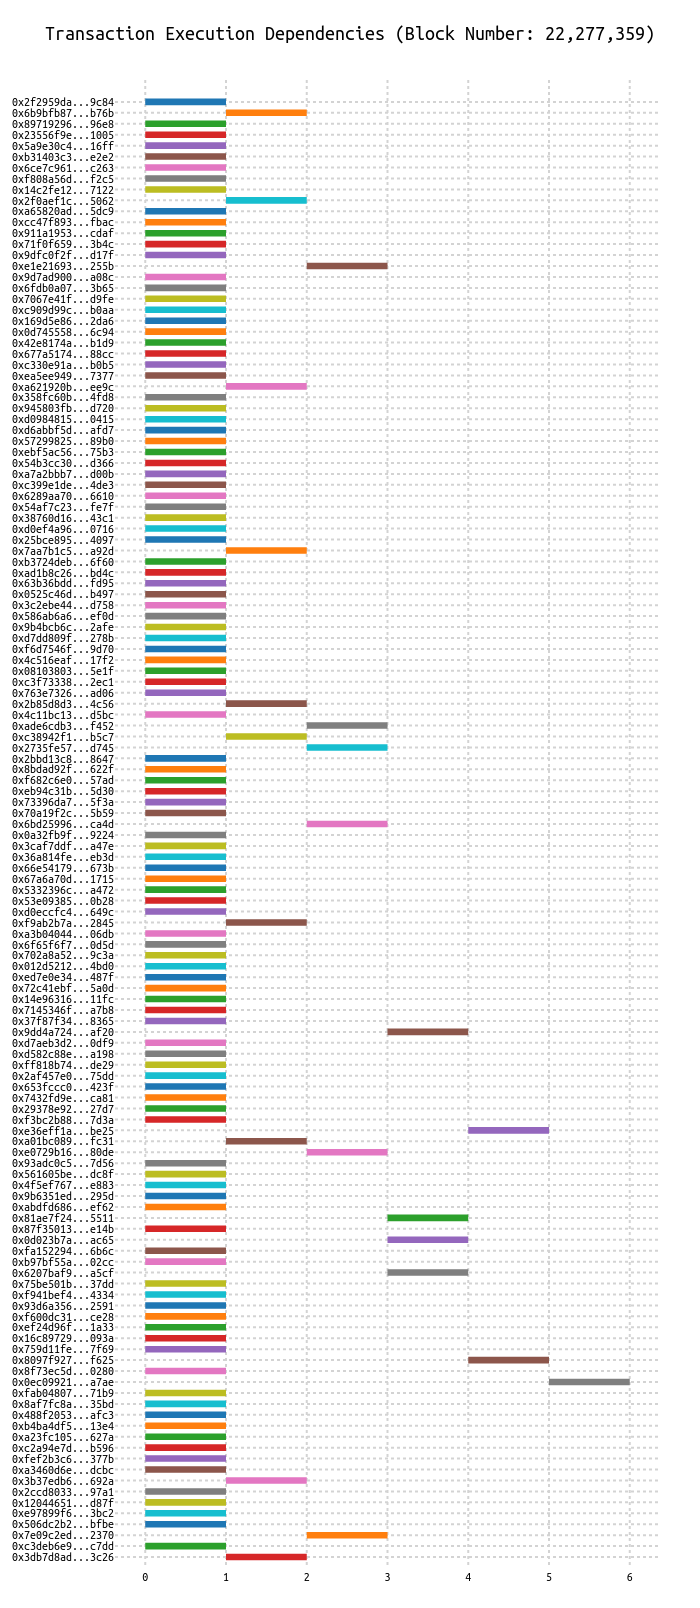 Transaction Execution Dependencies (Block Number: 22,277,359)
0x2f2959da...9c84
0x6b9bfb87...b76b
0x89719296...96e8
0x23556f9e...1005
0x5a9e30c4...16ff
0xb31403c3...e2e2
0x6ce7c961...c263
0xf808a56d...f2c5
0x14c2fe12...7122
0x2f0aef1c...5062
0xa65820ad...5dc9
0xcc47f893...fbac
0x911a1953...cdaf
0x71f0f659...3b4c
0x9dfc0f2f...d17f
0xe1e21693...255b
0x9d7ad900...a08c
0x6fdb0a07...3b65
0x7067e41f...d9fe
0xc909d99c...b0aa
0x169d5e86...2da6
0x0d745558...6c94
0x42e8174a...b1d9
0x677a5174...88cc
0xc330e91a...b0b5
0xea5ee949...7377
0xa621920b...ee9c
0x358fc60b...4fd8
0x945803fb...d720
0xd0984815...0415
0xd6abbf5d...afd7
0x57299825...89b0
0xebf5ac56...75b3
0x54b3cc30...d366
0xa7a2bbb7...d00b
0xc399e1de...4de3
0x6289aa70...6610
0x54af7c23...fe7f
0x38760d16...43c1
0xd0ef4a96...0716
0x25bce895...4097
0x7aa7b1c5...a92d
0xb3724deb...6f60
0xad1b8c26...bd4c
0x63b36bdd...fd95
0x0525c46d...b497
0x3c2ebe44...d758
0x586ab6a6...ef0d
0x9b4bcb6c...2afe
0xd7dd809f...278b
0xf6d7546f...9d70
0x4c516eaf...17f2
0x08103803...5e1f
0xc3f73338...2ec1
0x763e7326...ad06
0x2b85d8d3...4c56
0x4c11bc13...d5bc
0xade6cdb3...f452
0xc38942f1...b5c7
0x2735fe57...d745
0x2bbd13c8...8647
0x8bdad92f...622f
0xf682c6e0...57ad
0xeb94c31b...5d30
0x73396da7...5f3a
0x70a19f2c...5b59
0x6bd25996...ca4d
0x0a32fb9f...9224
0x3caf7ddf...a47e
0x36a814fe...eb3d
0x66e54179...673b
0x67a6a70d...1715
0x5332396c...a472
0x53e09385...0b28
0xd0eccfc4...649c
0xf9ab2b7a...2845
0xa3b04044...06db
0x6f65f6f7...0d5d
0x702a8a52...9c3a
0x012d5212...4bd0
0xed7e0e34...487f
0x72c41ebf...5a0d
0x14e96316...11fc
0x7145346f...a7b8
0x37f87f34...8365
0x9dd4a724...af20
0xd7aeb3d2...0df9
0xd582c88e...a198
0xff818b74...de29
0x2af457e0...75dd
0x653fccc0...423f
0x7432fd9e...ca81
0x29378e92...27d7
0xf3bc2b88...7d3a
0xe36eff1a...be25
0xa01bc089...fc31
0xe0729b16...80de
0x93adc0c5...7d56
0x561605be...dc8f
0x4f5ef767...e883
0x9b6351ed...295d
0xabdfd686...ef62
0x81ae7f24...5511
0x87f35013...e14b
0x0d023b7a...ac65
0xfa152294...6b6c
0xb97bf55a...02cc
0x6207baf9...a5cf
0x75be501b...37dd
0xf941bef4...4334
0x93d6a356...2591
0xf600dc31...ce28
0xef24d96f...1a33
0x16c89729...093a
0x759d11fe...7f69
0x8097f927...f625
0x8f73ec5d...0280
0x0ec09921...a7ae
0xfab04807...71b9
0x8af7fc8a...35bd
0x488f2053...afc3
0xb4ba4df5...13e4
0xa23fc105...627a
0xc2a94e7d...b596
0xfef2b3c6...377b
0xa3460d6e...dcbc
0x3b37edb6...692a
0x2ccd8033...97a1
0x12044651...d87f
0xe97899f6...3bc2
0x506dc2b2...bfbe
0x7e09c2ed...2370
0xc3deb6e9...c7dd
0x3db7d8ad...3c26
0 1 2 3 4 5 6